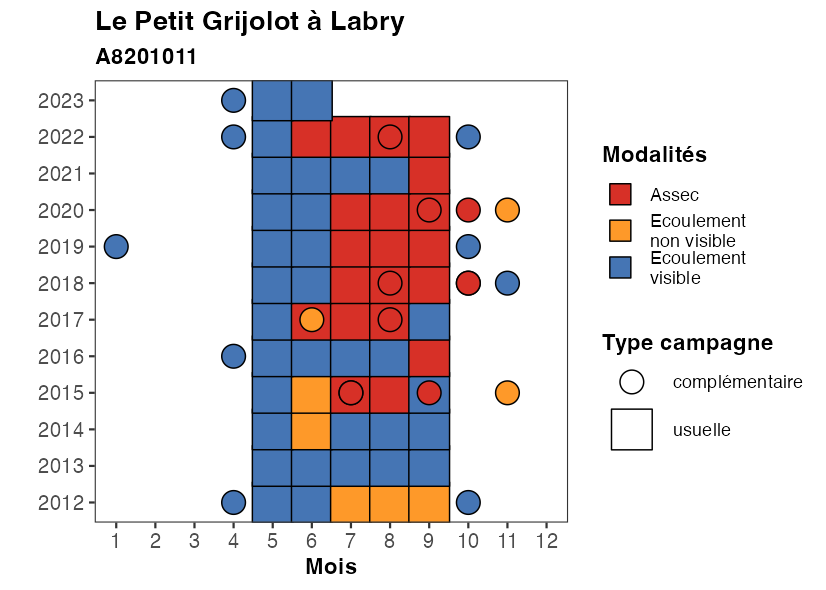 Le Petit Grijolot à Labry
A8201011
2023
2022
2021
2020
2019
2018
2017
2016
2015
2014
2013
2012
1 2 3 4 5 6 7 8 9 10 11 12
Mois
Modalités
Assec
Ecoulement
non visible
Ecoulement
visible
Type campagne
complémentaire
usuelle